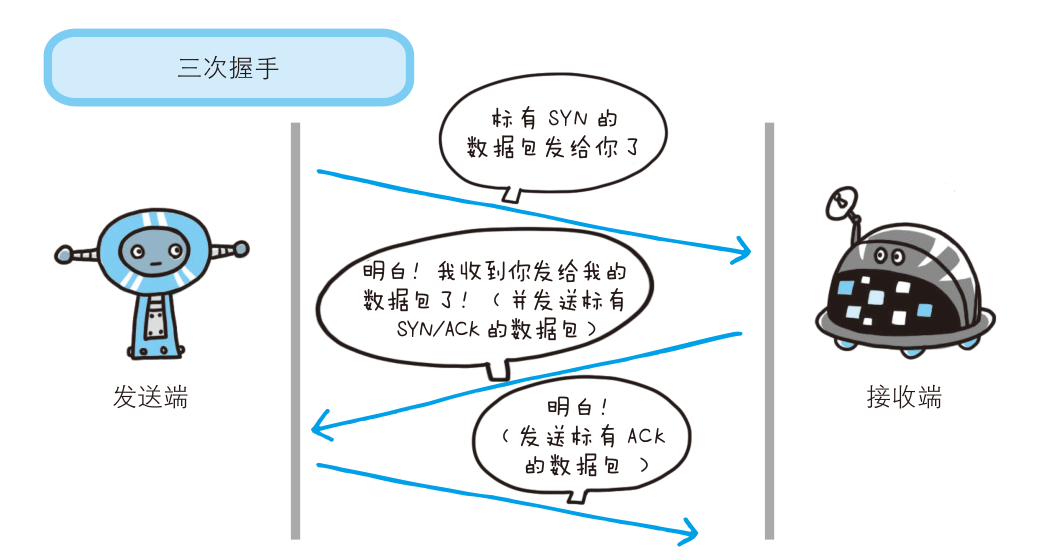 三次握手
标有 SYN 的
数据包发给你了
明白！我收到你发给我的
数据包了！（并发送标有
SYN/ACK 的数据包）
发送端
接收端
明白！
（发送标有 ACK
的数据包）